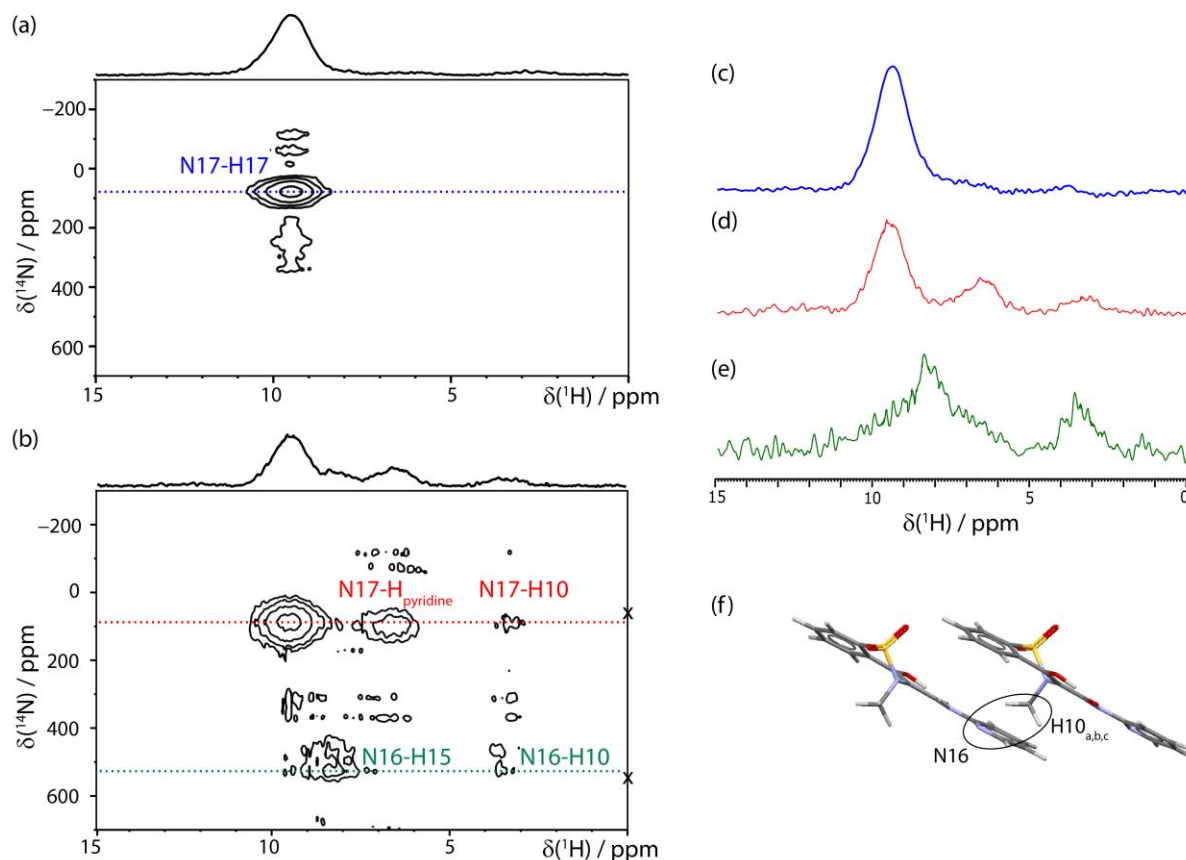 (a)
−200
0
200
400
600
δ(¹⁴N) / ppm
N17-H17
15
10
5
δ(¹H) / ppm
(b)
−200
0
200
400
600
δ(¹⁴N) / ppm
N17-Hpyridine
N17-H10
N16-H15
N16-H10
x
x
15
10
5
δ(¹H) / ppm
(c)
(d)
(e)
15
10
5
0
δ(¹H) / ppm
(f)
N16
H10a,b,c